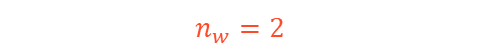 n_w = 2